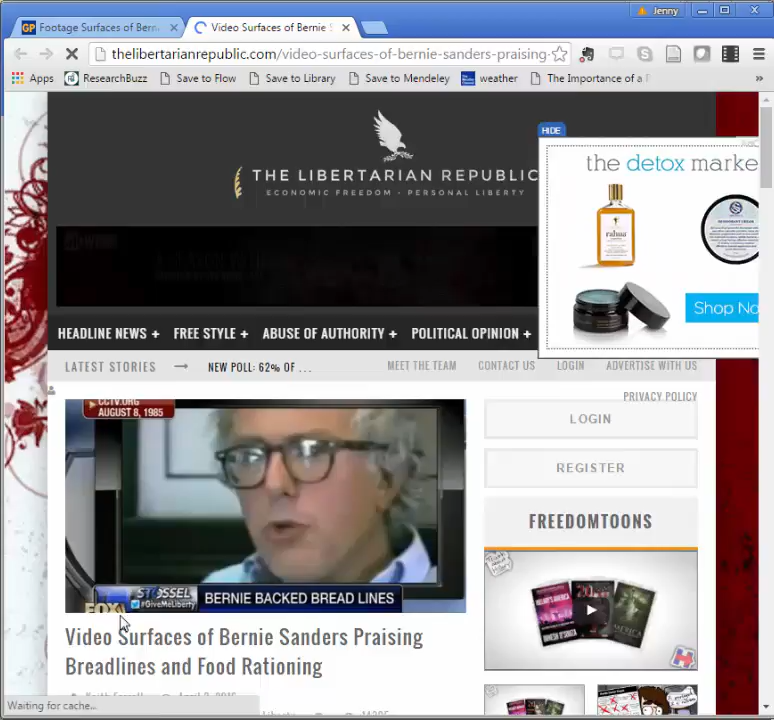 Jenny
Footage Surfaces of Bern
Video Surfaces of Bernie S
thelibertarianrepublic.com/video-surfaces-of-bernie-sanders-praising-
Apps
ResearchBuzz
Save to Flow
Save to Library
Save to Mendeley
weather
The Importance of a
»
HIDE
THE LIBERTARIAN REPUBLIC
ECONOMIC FREEDOM - PERSONAL LIBERTY
the detox marke
rahua
Shop No
HEADLINE NEWS +
FREE STYLE +
ABUSE OF AUTHORITY +
POLITICAL OPINION +
LATEST STORIES
NEW POLL: 62% OF ...
MEET THE TEAM
CONTACT US
LOGIN
ADVERTISE WITH US
PRIVACY POLICY
CCTV.ORG
AUGUST 8, 1985
STOSSEL
#GiveMeLiberty
FOX
BERNIE BACKED BREAD LINES
LOGIN
REGISTER
FREEDOMTOONS
Video Surfaces of Bernie Sanders Praising
Breadlines and Food Rationing
April 2, 2016
Waiting for cache...